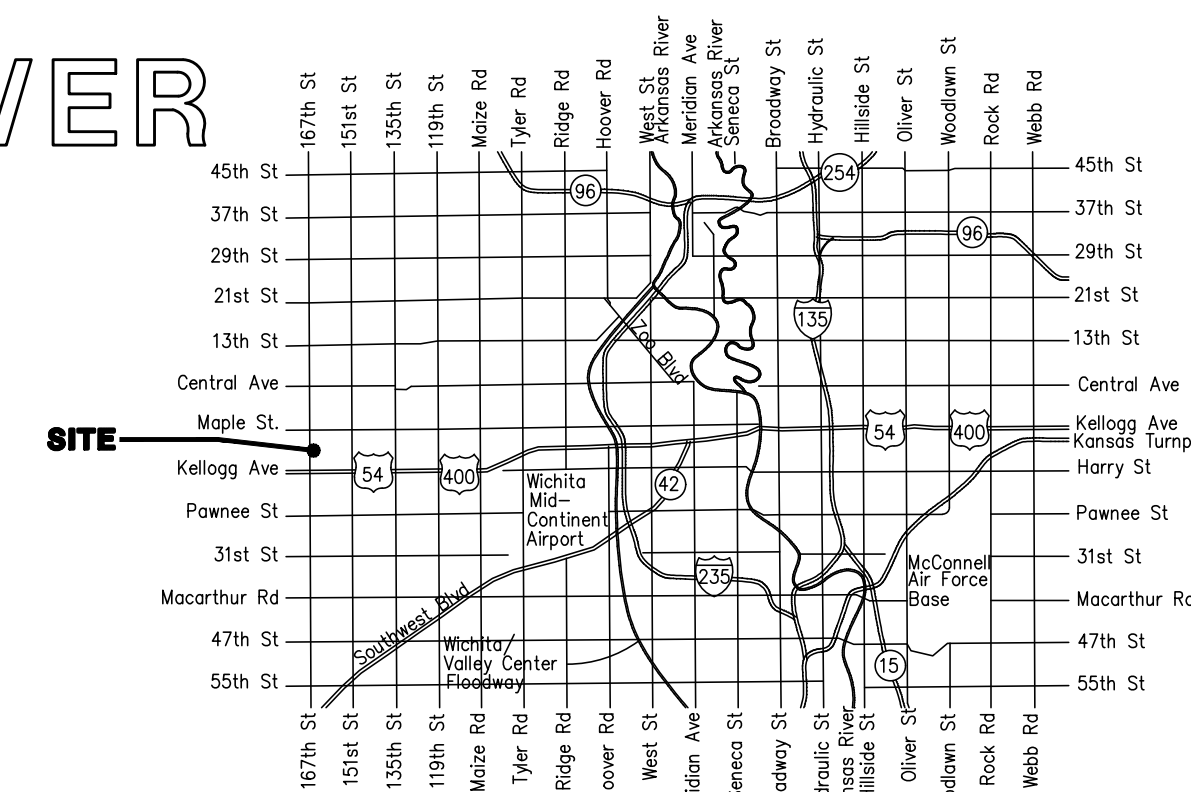 VER
167th St
151st St
135th St
119th St
Maize Rd
Tyler Rd
Ridge Rd
Hoover Rd
West St
Arkansas River
Meridian Ave
Arkansas River
Seneca St
Broadway St
Hydraulic St
Hillside St
Oliver St
Woodlawn St
Rock Rd
Webb Rd
45th St
254
45th St
96
37th St
37th St
96
29th St
29th St
21st St
21st St
135
13th St
Zoo Blvd
13th St
Central Ave
Central Ave
Maple St.
54
400
Kellogg Ave
SITE
Kansas Turnp
Kellogg Ave
54
400
Harry St
42
Wichita
Mid-
Continent
Airport
Pawnee St
Pawnee St
31st St
31st St
McConnell
Air Force
Base
235
Macarthur Rd
Macarthur Rd
Southwest Blvd
47th St
47th St
Wichita/
Valley Center
Floodway
15
55th St
55th St
167th St
151st St
135th St
119th St
Maize Rd
Tyler Rd
Ridge Rd
oover Rd
West St
idian Ave
eneca St
adway St
draulic St
nsas River
illside St
Oliver St
odlawn St
Rock Rd
Webb Rd